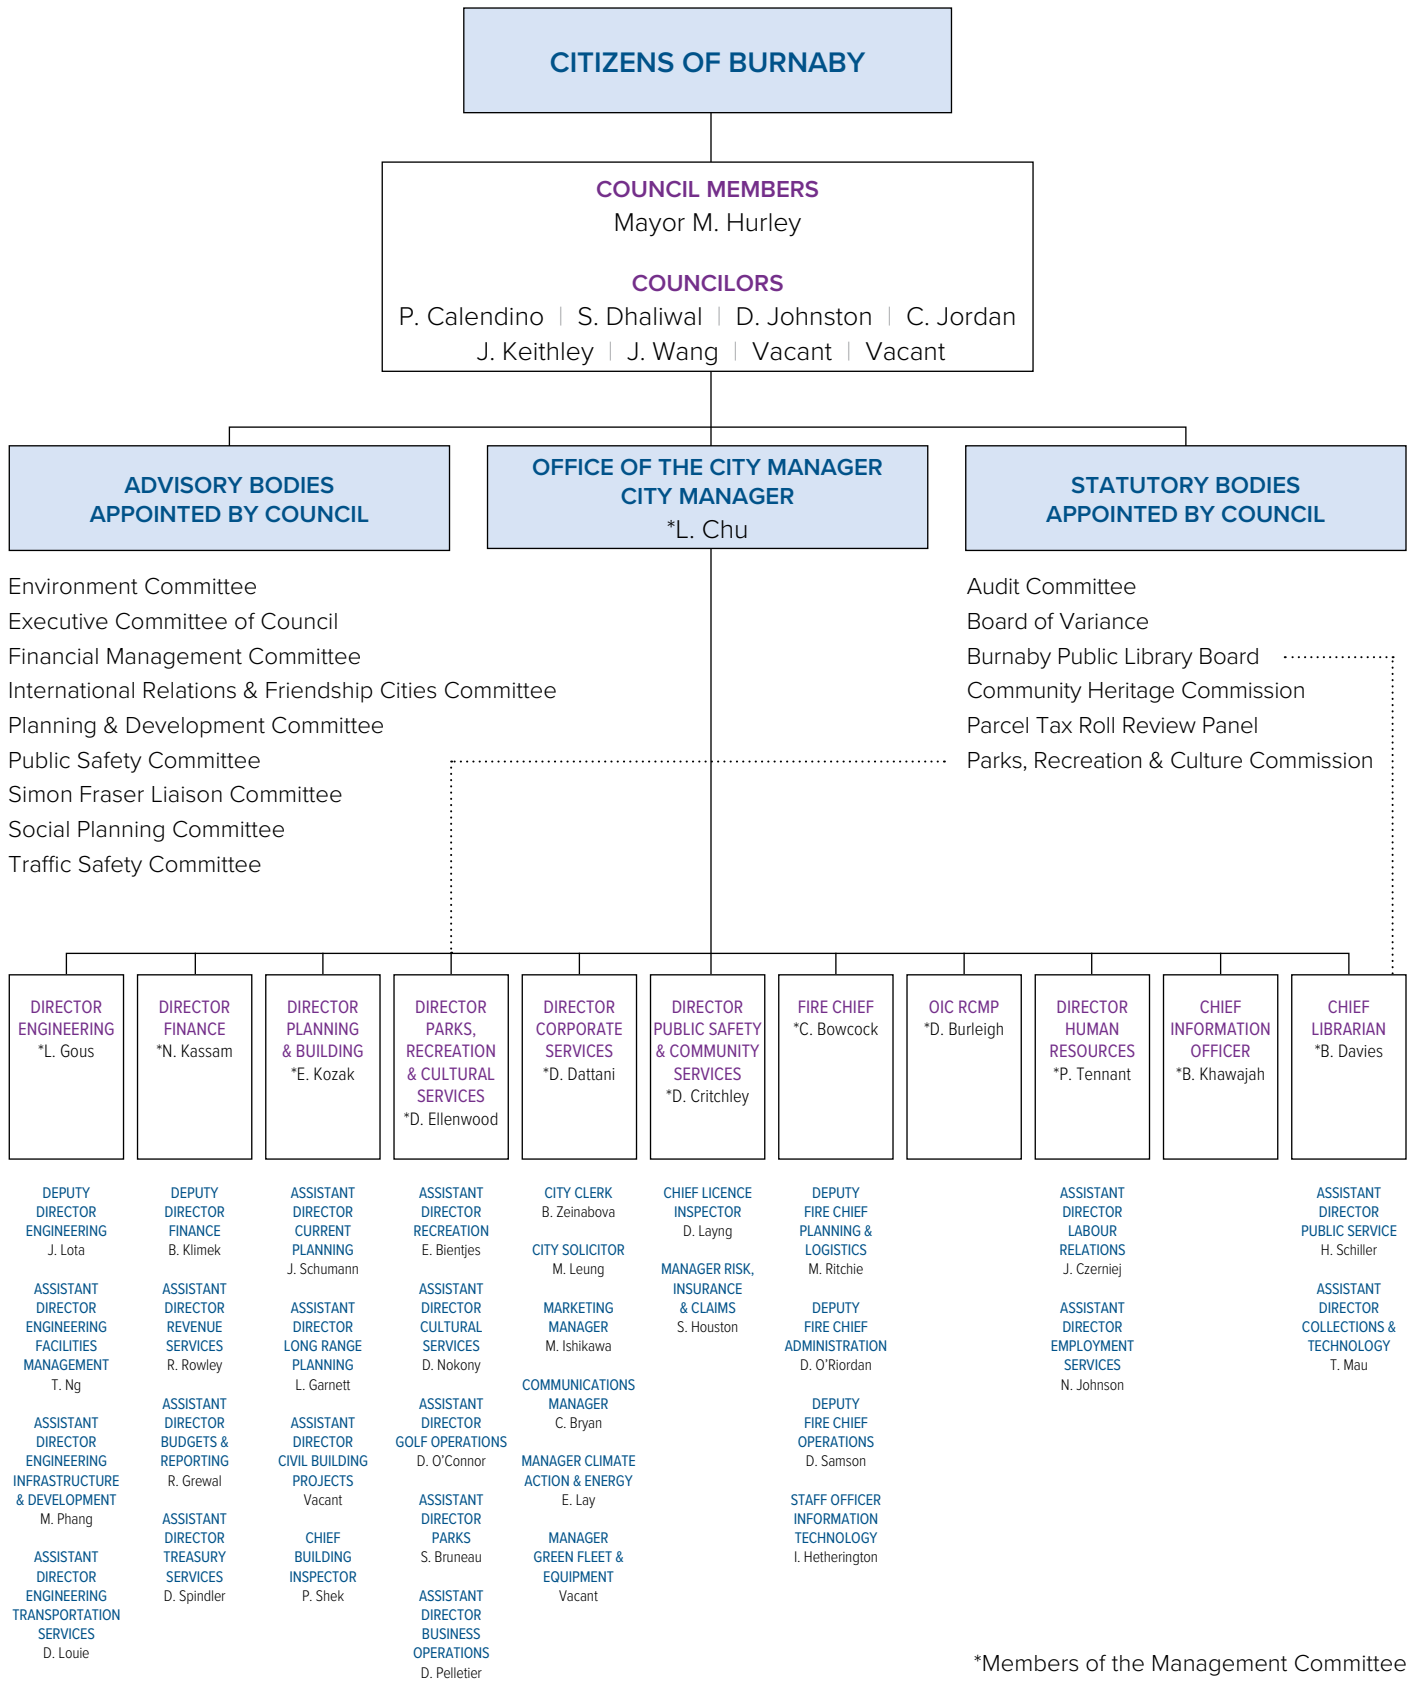 CITIZENS OF BURNABY
COUNCIL MEMBERS
Mayor M. Hurley
COUNCILORS
P. Calendino | S. Dhaliwal | D. Johnston | C. Jordan
J. Keithley | J. Wang | Vacant | Vacant
ADVISORY BODIES
APPOINTED BY COUNCIL
OFFICE OF THE CITY MANAGER
CITY MANAGER
*L. Chu
STATUTORY BODIES
APPOINTED BY COUNCIL
Environment Committee
Executive Committee of Council
Financial Management Committee
International Relations & Friendship Cities Committee
Planning & Development Committee
Public Safety Committee
Simon Fraser Liaison Committee
Social Planning Committee
Traffic Safety Committee
Audit Committee
Board of Variance
Burnaby Public Library Board
Community Heritage Commission
Parcel Tax Roll Review Panel
Parks, Recreation & Culture Commission
DIRECTOR
ENGINEERING
*L. Gous
DEPUTY
DIRECTOR
ENGINEERING
J. Lota
ASSISTANT
DIRECTOR
ENGINEERING
FACILITIES
MANAGEMENT
T. Ng
ASSISTANT
DIRECTOR
ENGINEERING
INFRASTRUCTURE
& DEVELOPMENT
M. Phang
ASSISTANT
DIRECTOR
ENGINEERING
TRANSPORTATION
SERVICES
D. Louie
DIRECTOR
FINANCE
*N. Kassam
DEPUTY
DIRECTOR
FINANCE
B. Klimek
ASSISTANT
DIRECTOR
REVENUE
SERVICES
R. Rowley
ASSISTANT
DIRECTOR
BUDGETS &
REPORTING
R. Grewal
ASSISTANT
DIRECTOR
TREASURY
SERVICES
D. Spindler
DIRECTOR
PLANNING
& BUILDING
*E. Kozak
ASSISTANT
DIRECTOR
CURRENT
PLANNING
J. Schumann
ASSISTANT
DIRECTOR
LONG RANGE
PLANNING
L. Garnett
ASSISTANT
DIRECTOR
CIVIL BUILDING
PROJECTS
Vacant
CHIEF
BUILDING
INSPECTOR
P. Shek
DIRECTOR
PARKS,
RECREATION
& CULTURAL
SERVICES
*D. Ellenwood
ASSISTANT
DIRECTOR
RECREATION
E. Bientjes
ASSISTANT
DIRECTOR
CULTURAL
SERVICES
D. Nokony
ASSISTANT
DIRECTOR
GOLF OPERATIONS
D. O'Connor
ASSISTANT
DIRECTOR
PARKS
S. Bruneau
ASSISTANT
DIRECTOR
BUSINESS
OPERATIONS
D. Pelletier
DIRECTOR
CORPORATE
SERVICES
*D. Dattani
CITY CLERK
B. Zeinabova
CITY SOLICITOR
M. Leung
MARKETING
MANAGER
M. Ishikawa
COMMUNICATIONS
MANAGER
C. Bryan
MANAGER CLIMATE
ACTION & ENERGY
E. Lay
MANAGER
GREEN FLEET &
EQUIPMENT
Vacant
DIRECTOR
PUBLIC SAFETY
& COMMUNITY
SERVICES
*D. Critchley
CHIEF LICENCE
INSPECTOR
D. Layng
MANAGER RISK,
INSURANCE
& CLAIMS
S. Houston
FIRE CHIEF
*C. Bowcock
DEPUTY
FIRE CHIEF
PLANNING &
LOGISTICS
M. Ritchie
DEPUTY
FIRE CHIEF
ADMINISTRATION
D. O'Riordan
DEPUTY
FIRE CHIEF
OPERATIONS
D. Samson
STAFF OFFICER
INFORMATION
TECHNOLOGY
I. Hetherington
OIC RCMP
*D. Burleigh
DIRECTOR
HUMAN
RESOURCES
*P. Tennant
ASSISTANT
DIRECTOR
LABOUR
RELATIONS
J. Czerniej
ASSISTANT
DIRECTOR
EMPLOYMENT
SERVICES
N. Johnson
CHIEF
INFORMATION
OFFICER
*B. Khawajah
CHIEF
LIBRARIAN
*B. Davies
ASSISTANT
DIRECTOR
PUBLIC SERVICE
H. Schiller
ASSISTANT
DIRECTOR
COLLECTIONS &
TECHNOLOGY
T. Mau
*Members of the Management Committee